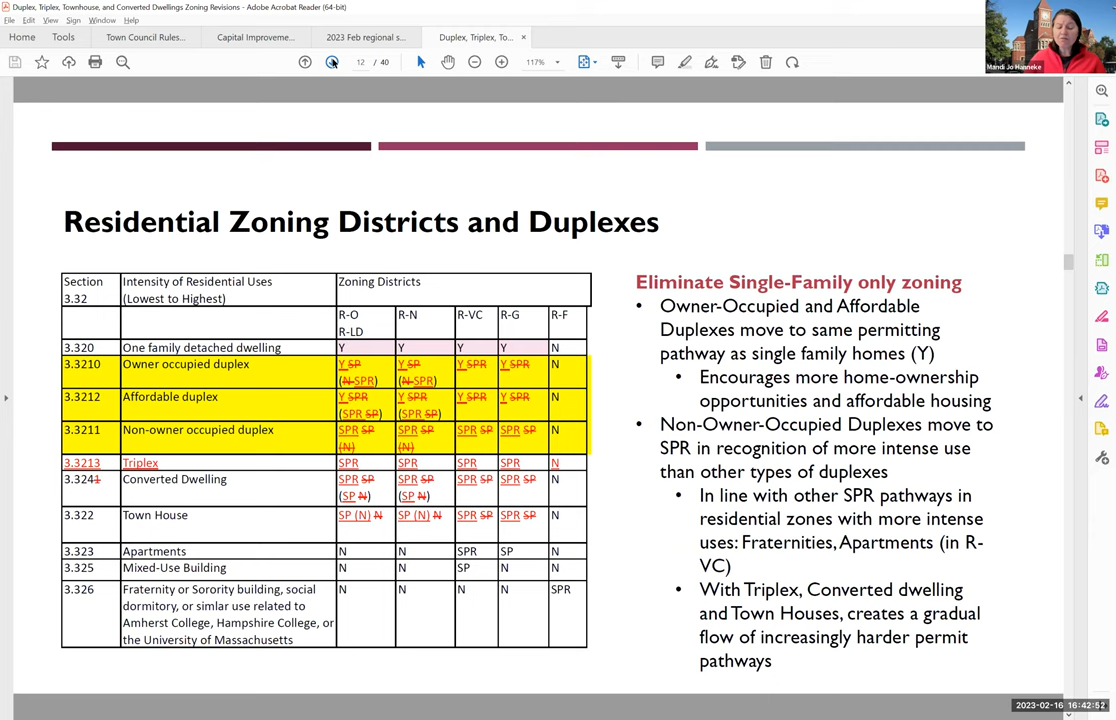 Duplex, Triplex, Townhouse, and Converted Dwellings Zoning Revisions - Adobe Acrobat Reader (64-bit)
File Edit View Sign Window Help
Home Tools Town Council Rules... Capital Improveme... 2023 Feb regional s... Duplex, Triplex, To... ×
12 / 40 117%
Mandi Jo Hanneke
Residential Zoning Districts and Duplexes
Section 3.32 Intensity of Residential Uses (Lowest to Highest) Zoning Districts
R-O R-LD R-N R-VC R-G R-F
3.320 One family detached dwelling Y Y Y Y N
3.3210 Owner occupied duplex Y SP (N SPR) Y SP (N SPR) Y SPR Y SPR N
3.3212 Affordable duplex Y SPR (SPR SP) Y SPR (SPR SP) Y SPR Y SPR N
3.3211 Non-owner occupied duplex SPR SP (N) SPR SP (N) SPR SP SPR SP N
3.3213 Triplex SPR SPR SPR SPR N
3.3241 Converted Dwelling SPR SP (SP N) SPR SP (SP N) SPR SP SPR SP N
3.322 Town House SP (N) N SP (N) N SPR SP SPR SP N
3.323 Apartments N N SPR SP N
3.325 Mixed-Use Building N N SP N N
3.326 Fraternity or Sorority building, social dormitory, or simlar use related to Amherst College, Hampshire College, or the University of Massachusetts N N N N SPR
Eliminate Single-Family only zoning
• Owner-Occupied and Affordable
Duplexes move to same permitting
pathway as single family homes (Y)
• Encourages more home-ownership
opportunities and affordable housing
• Non-Owner-Occupied Duplexes move to
SPR in recognition of more intense use
than other types of duplexes
• In line with other SPR pathways in
residential zones with more intense
uses: Fraternities, Apartments (in R-
VC)
• With Triplex, Converted dwelling
and Town Houses, creates a gradual
flow of increasingly harder permit
pathways
2023-02-16 16:42:52